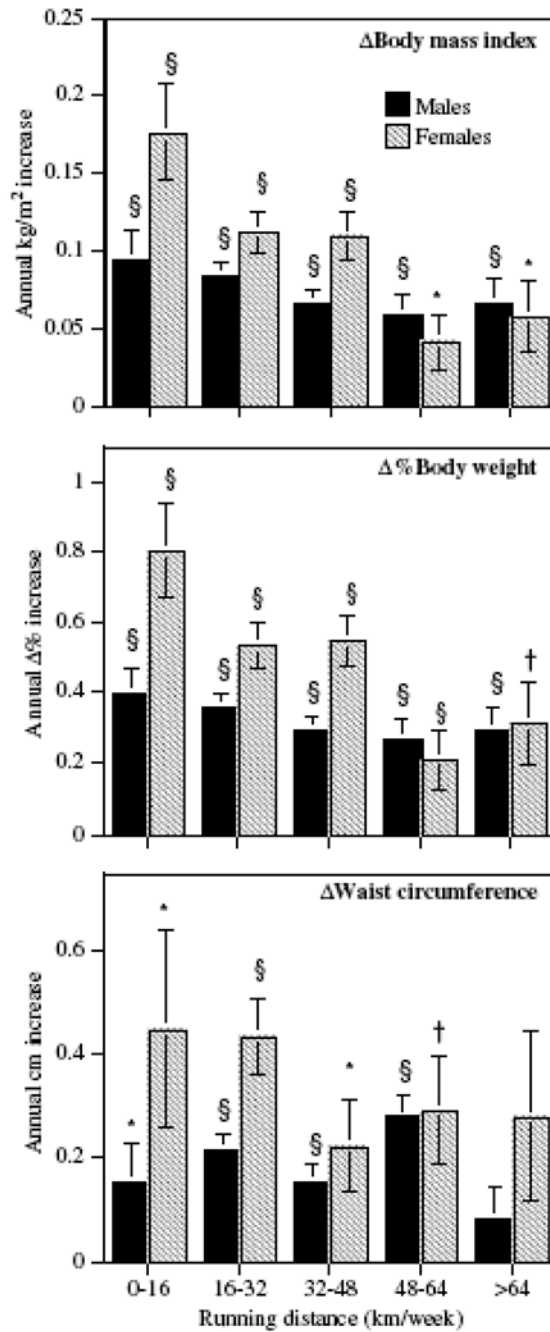 ΔBody mass index
Males
Females
Annual kg/m² increase
0.25
0.2
0.15
0.1
0.05
0
§ § § § § § § * § *
Δ%Body weight
Annual Δ% increase
1
0.8
0.6
0.4
0.2
0
§ § § § § § § § § †
ΔWaist circumference
Annual cm increase
0.6
0.4
0.2
0
* * § § § * § †
0-16 16-32 32-48 48-64 >64
Running distance (km/week)